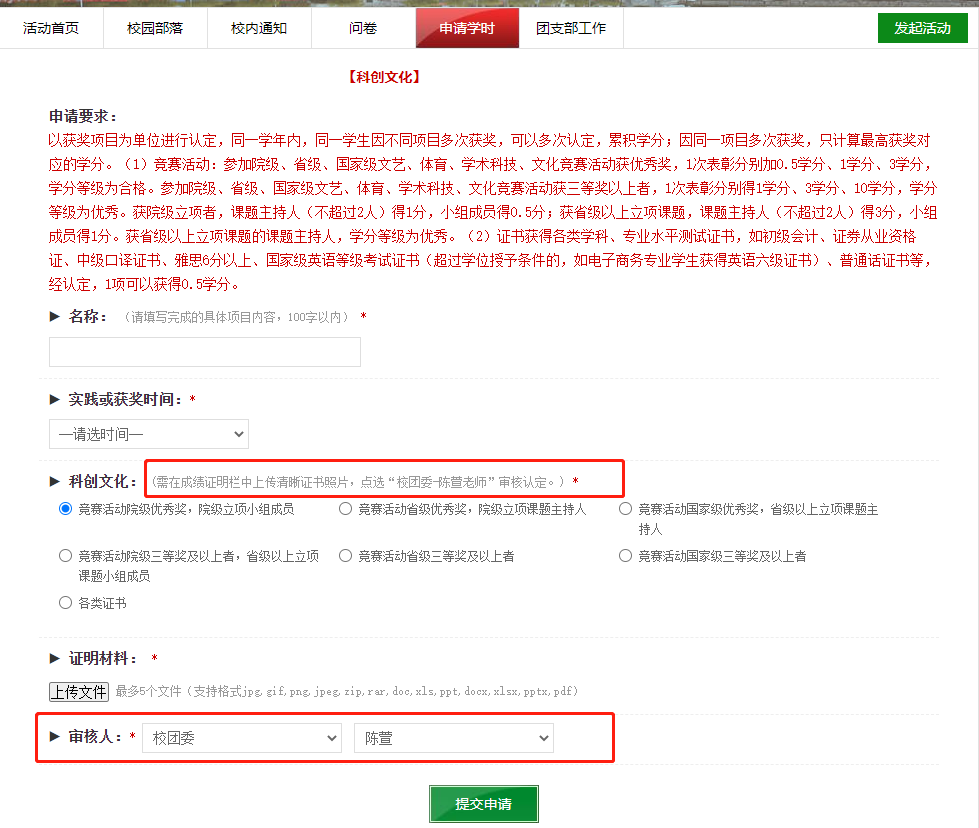 活动首页 校园部落 校内通知 问卷 申请学时 团支部工作 发起活动
【科创文化】
申请要求：
以获奖项目为单位进行认定，同一学年内，同一学生因不同项目多次获奖，可以多次认定，累积学分；因同一项目多次获奖，只计算最高获奖对
应的学分。（1）竞赛活动：参加院级、省级、国家级文艺、体育、学术科技、文化竞赛活动获优秀奖，1次表彰分别加0.5学分、1学分、3学分，
学分等级为合格。参加院级、省级、国家级文艺、体育、学术科技、文化竞赛活动获三等奖以上者，1次表彰分别得1学分、3学分、10学分，学分
等级为优秀。获院级立项者，课题主持人（不超过2人）得1分，小组成员得0.5分；获省级以上立项课题，课题主持人（不超过2人）得3分，小组
成员得1分。获省级以上立项课题的课题主持人，学分等级为优秀。（2）证书获得各类学科、专业水平测试证书，如初级会计、证券从业资格
证、中级口译证书、雅思6分以上、国家级英语等级考试证书（超过学位授予条件的，如电子商务专业学生获得英语六级证书）、普通话证书等，
经认定，1项可以获得0.5学分。
▶ 名称： （请填写完成的具体项目内容，100字以内） *
▶ 实践或获奖时间：*
—请选时间—
▶ 科创文化：（需在成绩证明栏中上传清晰证书照片，点选“校团委-陈萱老师”审核认定。） *
竞赛活动院级优秀奖，院级立项小组成员 竞赛活动省级优秀奖，院级立项课题主持人 竞赛活动国家级优秀奖，省级以上立项课题主
持人
竞赛活动院级三等奖及以上者，省级以上立项 竞赛活动省级三等奖及以上者 竞赛活动国家级三等奖及以上者
课题小组成员
各类证书
▶ 证明材料： *
上传文件 最多5个文件（支持格式jpg,gif,png,jpeg,zip,rar,doc,xls,ppt,docx,xlsx,pptx,pdf）
▶ 审核人：* 校团委 陈萱
提交申请